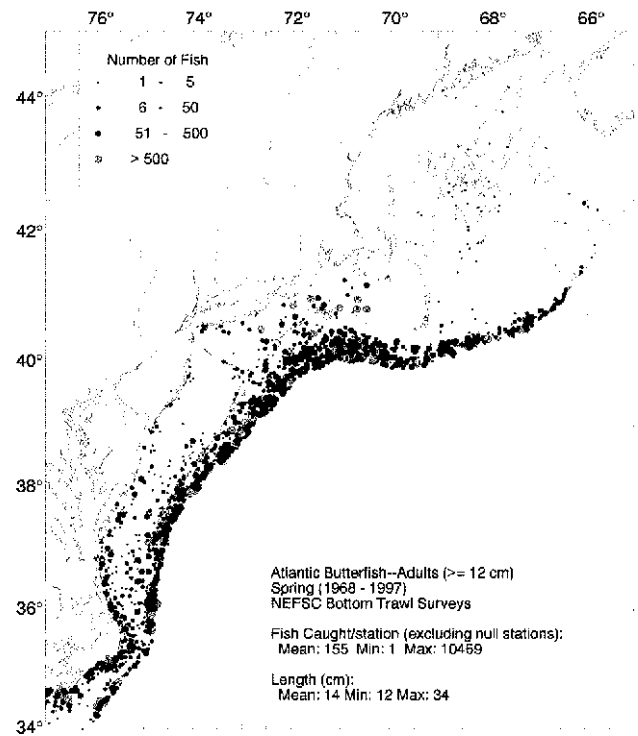 76° 74° 72° 70° 68° 66°
Number of Fish
1 - 5
6 - 50
51 - 500
> 500
44°
42°
40°
38°
36°
34°
Atlantic Butterfish--Adults (>= 12 cm)
Spring (1968 - 1997)
NEFSC Bottom Trawl Surveys
Fish Caught/station (excluding null stations):
Mean: 155 Min: 1 Max: 10469
Length (cm):
Mean: 14 Min: 12 Max: 34